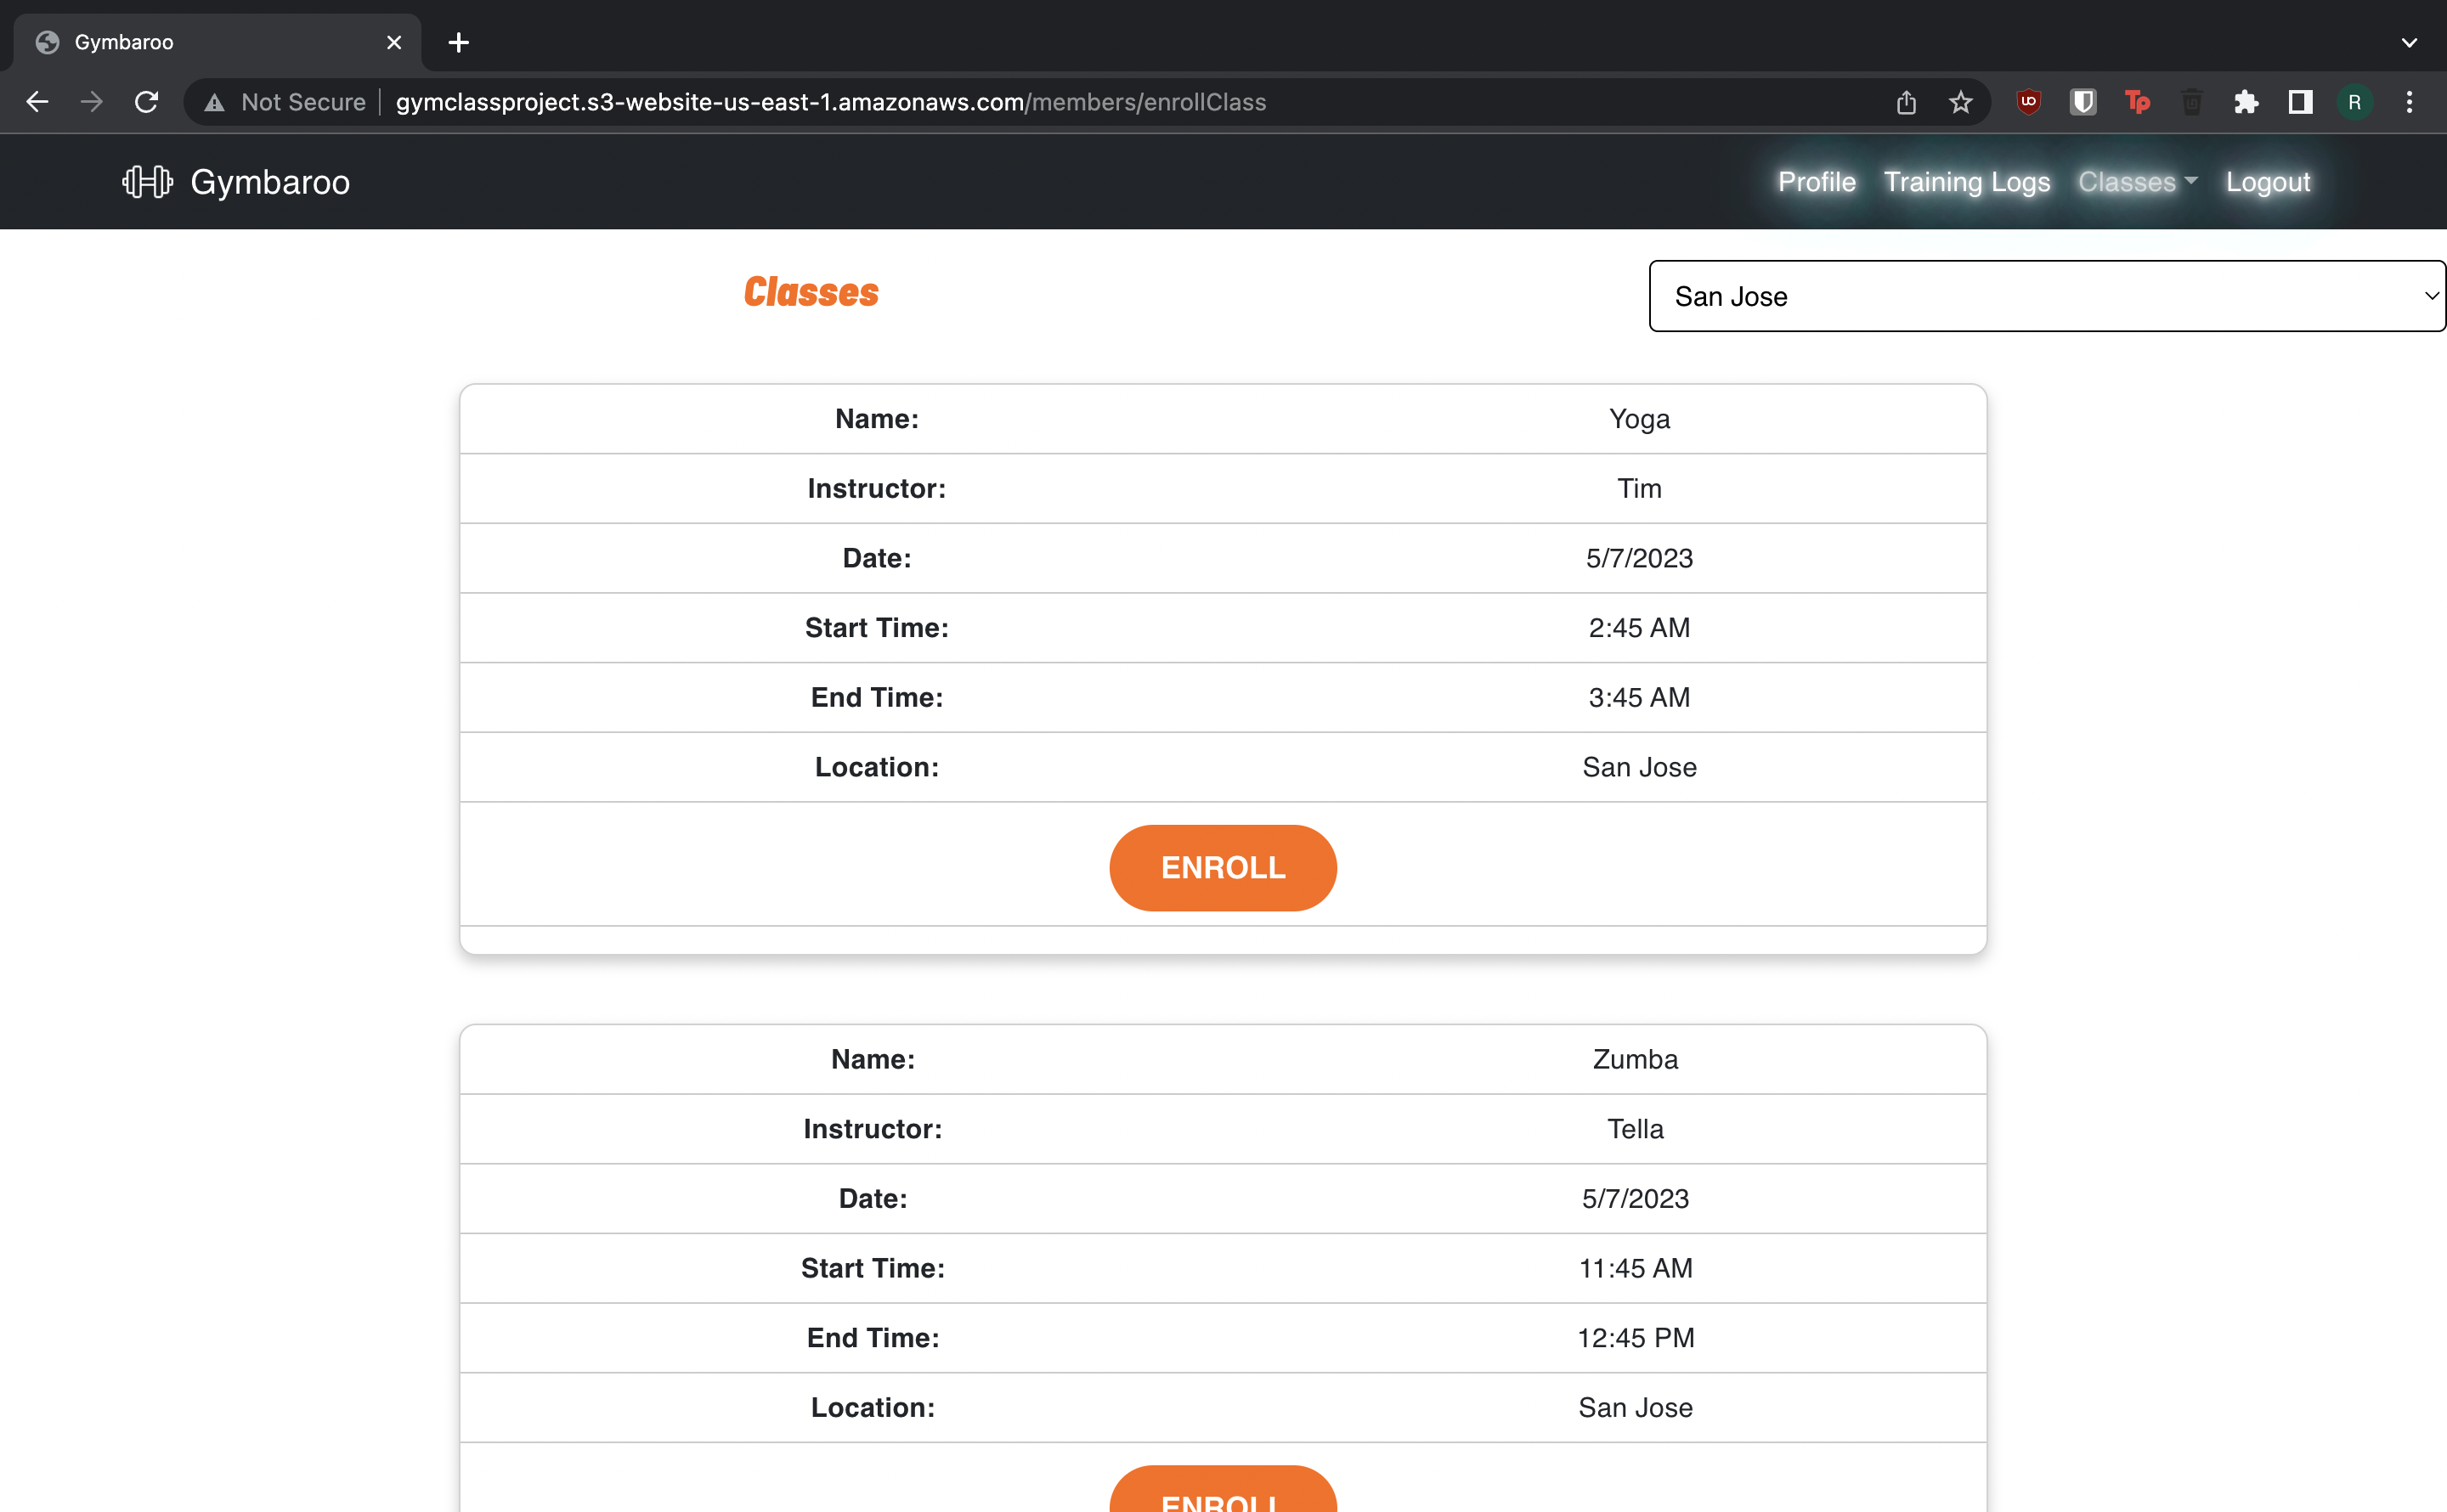 Gymbaroo
Not Secure gymclassproject.s3-website-us-east-1.amazonaws.com/members/enrollClass
UD Tp R
Gymbaroo Profile Training Logs Classes Logout
Classes San Jose
Name: Yoga
Instructor: Tim
Date: 5/7/2023
Start Time: 2:45 AM
End Time: 3:45 AM
Location: San Jose
ENROLL
Name: Zumba
Instructor: Tella
Date: 5/7/2023
Start Time: 11:45 AM
End Time: 12:45 PM
Location: San Jose
ENROLL